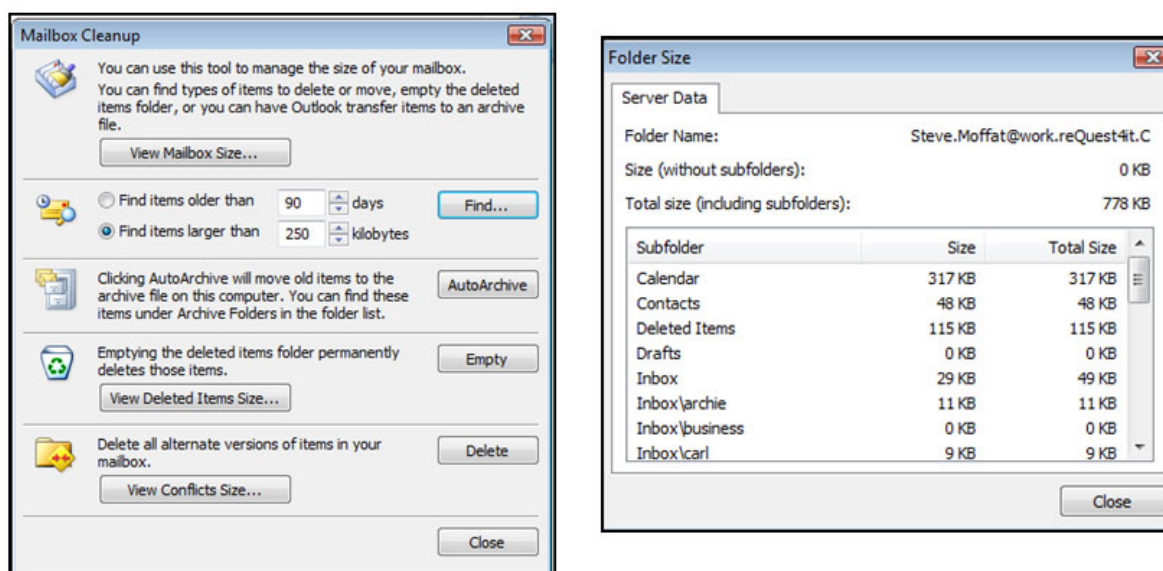 Mailbox Cleanup
You can use this tool to manage the size of your mailbox.
You can find types of items to delete or move, empty the deleted
items folder, or you can have Outlook transfer items to an archive
file.
View Mailbox Size...
Find items older than 90 days
Find...
Find items larger than 250 kilobytes
Clicking AutoArchive will move old items to the
archive file on this computer. You can find these
items under Archive Folders in the folder list.
AutoArchive
Emptying the deleted items folder permanently
deletes those items.
Empty
View Deleted Items Size...
Delete all alternate versions of items in your
mailbox.
Delete
View Conflicts Size...
Close
Folder Size
Server Data
Folder Name: Steve.Moffat@work.reQuest4it.C
Size (without subfolders): 0 KB
Total size (including subfolders): 778 KB
Subfolder Size Total Size
Calendar 317 KB 317 KB
Contacts 48 KB 48 KB
Deleted Items 115 KB 115 KB
Drafts 0 KB 0 KB
Inbox 29 KB 49 KB
Inbox\archie 11 KB 11 KB
Inbox\business 0 KB 0 KB
Inbox\carl 9 KB 9 KB
Close